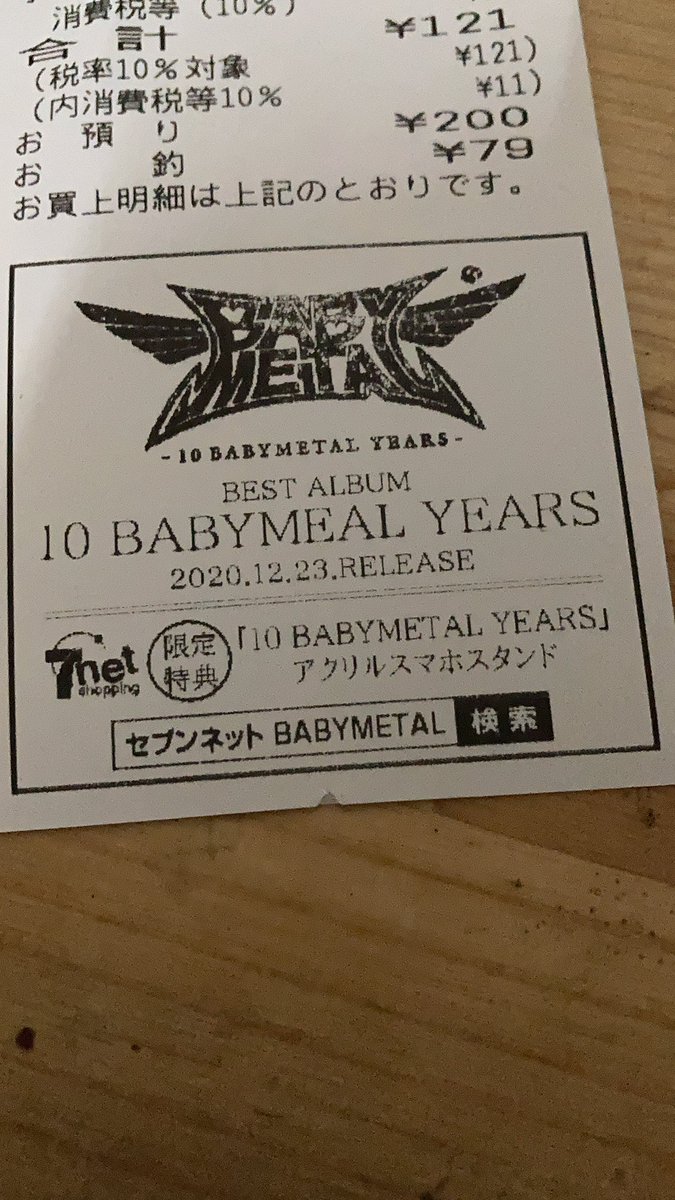 消費税等(10%)
合計 ¥121
(税率10%対象 ¥121)
(内消費税等10% ¥11)
お預り ¥200
お釣 ¥79
お買上明細は上記のとおりです。
BABY
METAL
-10 BABYMETAL YEARS-
BEST ALBUM
10 BABYMEAL YEARS
2020.12.23.RELEASE
7net shopping 限定特典 「10 BABYMETAL YEARS」
アクリルスマホスタンド
セブンネット BABYMETAL 検索